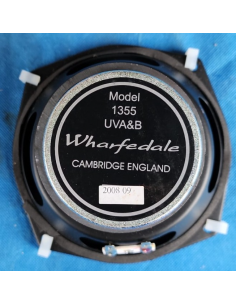 Model
1355
UVA&B
Wharfedale
CAMBRIDGE ENGLAND
2008 09